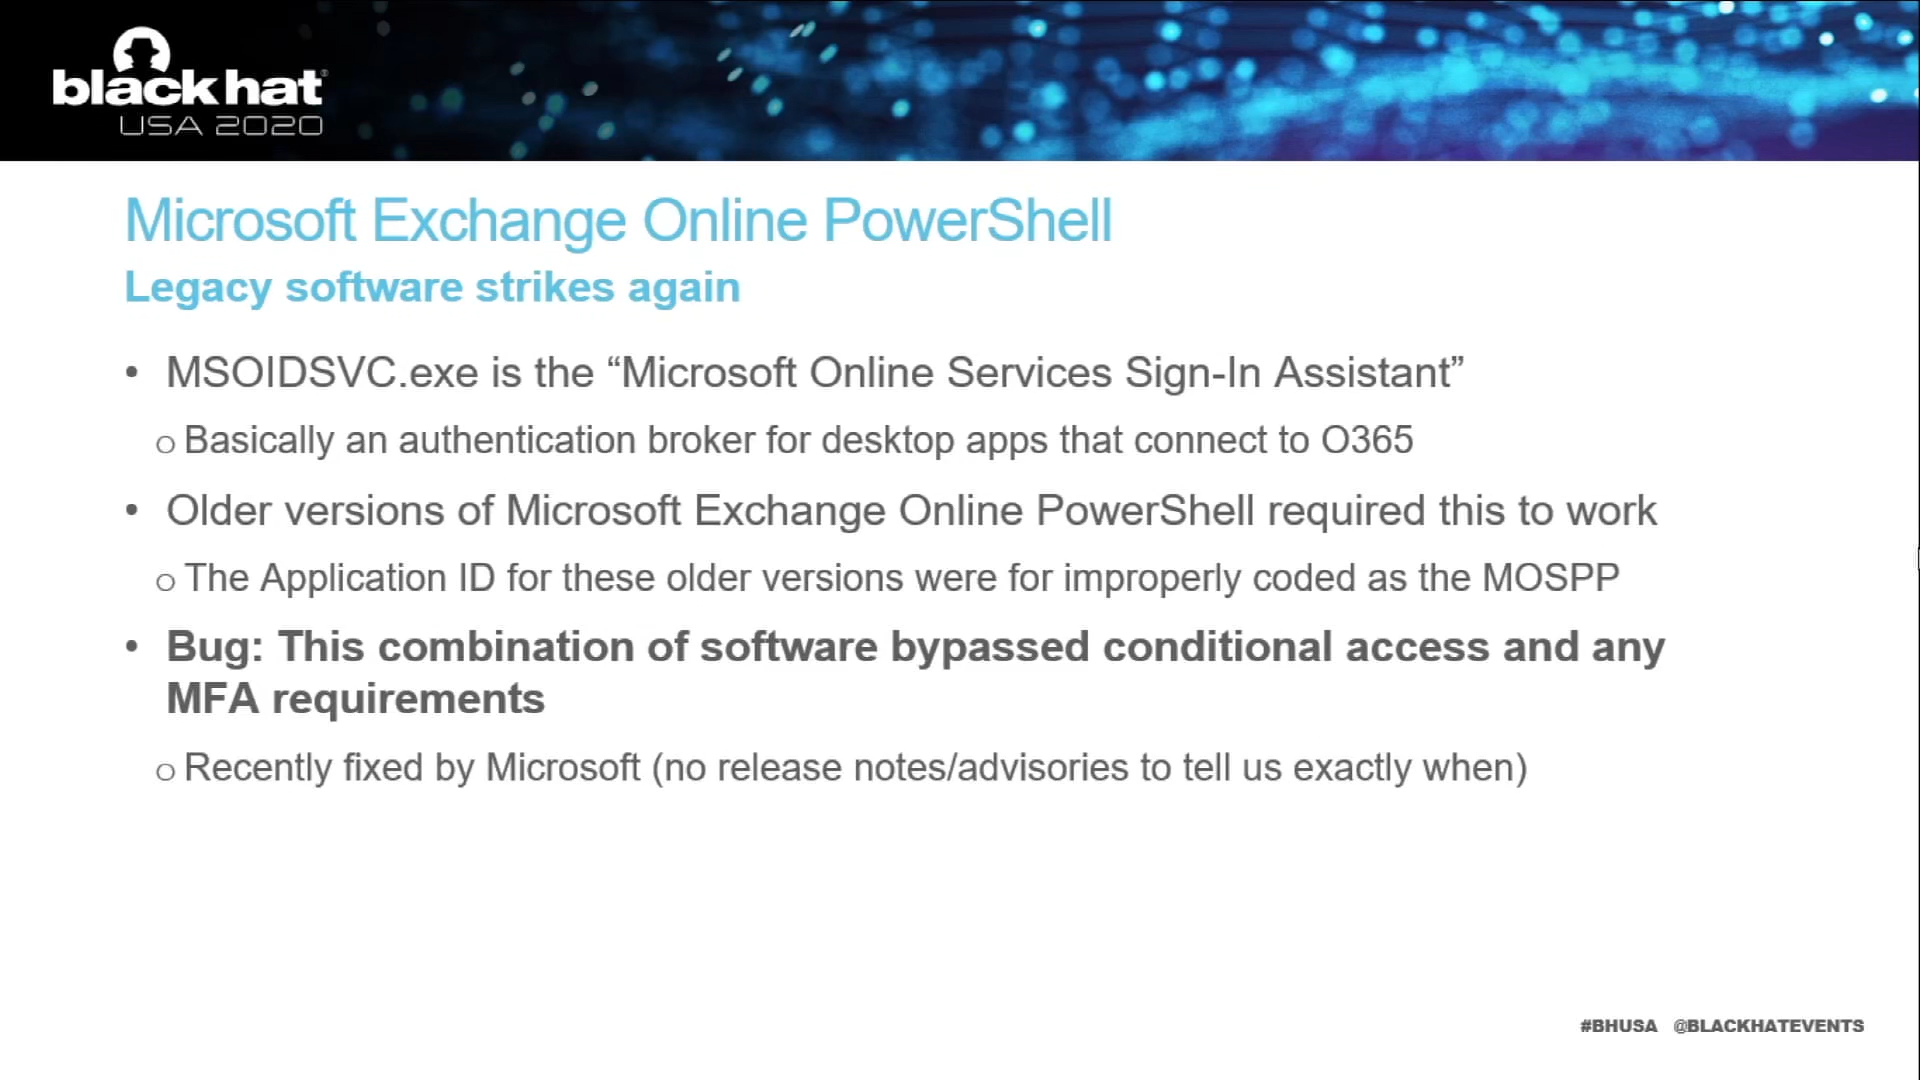 black hat
USA 2020
Microsoft Exchange Online PowerShell
Legacy software strikes again
• MSOIDSVC.exe is the “Microsoft Online Services Sign-In Assistant”
o Basically an authentication broker for desktop apps that connect to O365
• Older versions of Microsoft Exchange Online PowerShell required this to work
o The Application ID for these older versions were for improperly coded as the MOSPP
• Bug: This combination of software bypassed conditional access and any
MFA requirements
o Recently fixed by Microsoft (no release notes/advisories to tell us exactly when)
#BHUSA @BLACKHATEVENTS